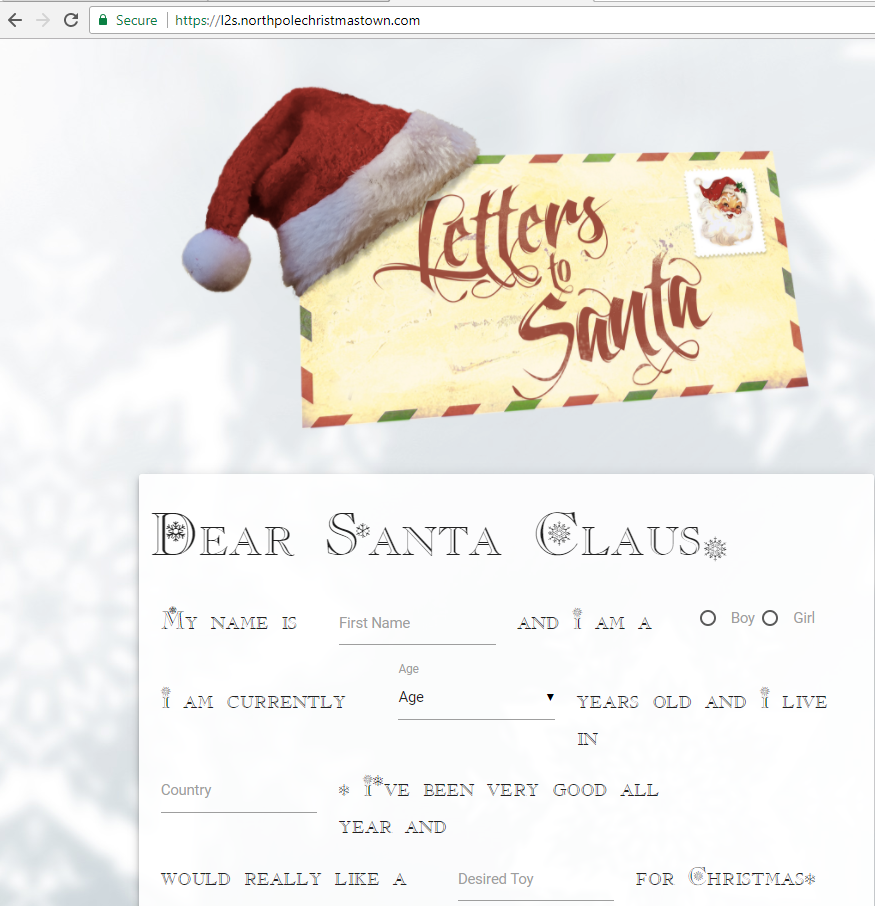 Secure https://l2s.northpolechristmastown.com
Letters
to
Santa
Dear Santa Claus
My name is First Name and I am a Boy Girl
Age
I am currently Age years old and I live
in
Country I've been very good all
year and
would really like a Desired Toy for Christmas